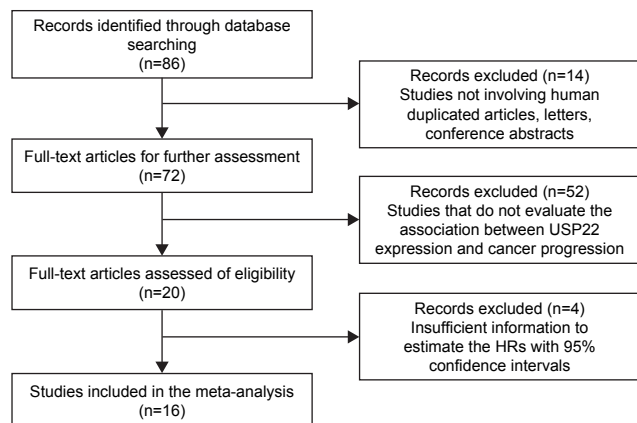 Records identified through database
searching
(n=86)
Records excluded (n=14)
Studies not involving human
duplicated articles, letters,
conference abstracts
Full-text articles for further assessment
(n=72)
Records excluded (n=52)
Studies that do not evaluate the
association between USP22
expression and cancer progression
Full-text articles assessed of eligibility
(n=20)
Records excluded (n=4)
Insufficient information to
estimate the HRs with 95%
confidence intervals
Studies included in the meta-analysis
(n=16)